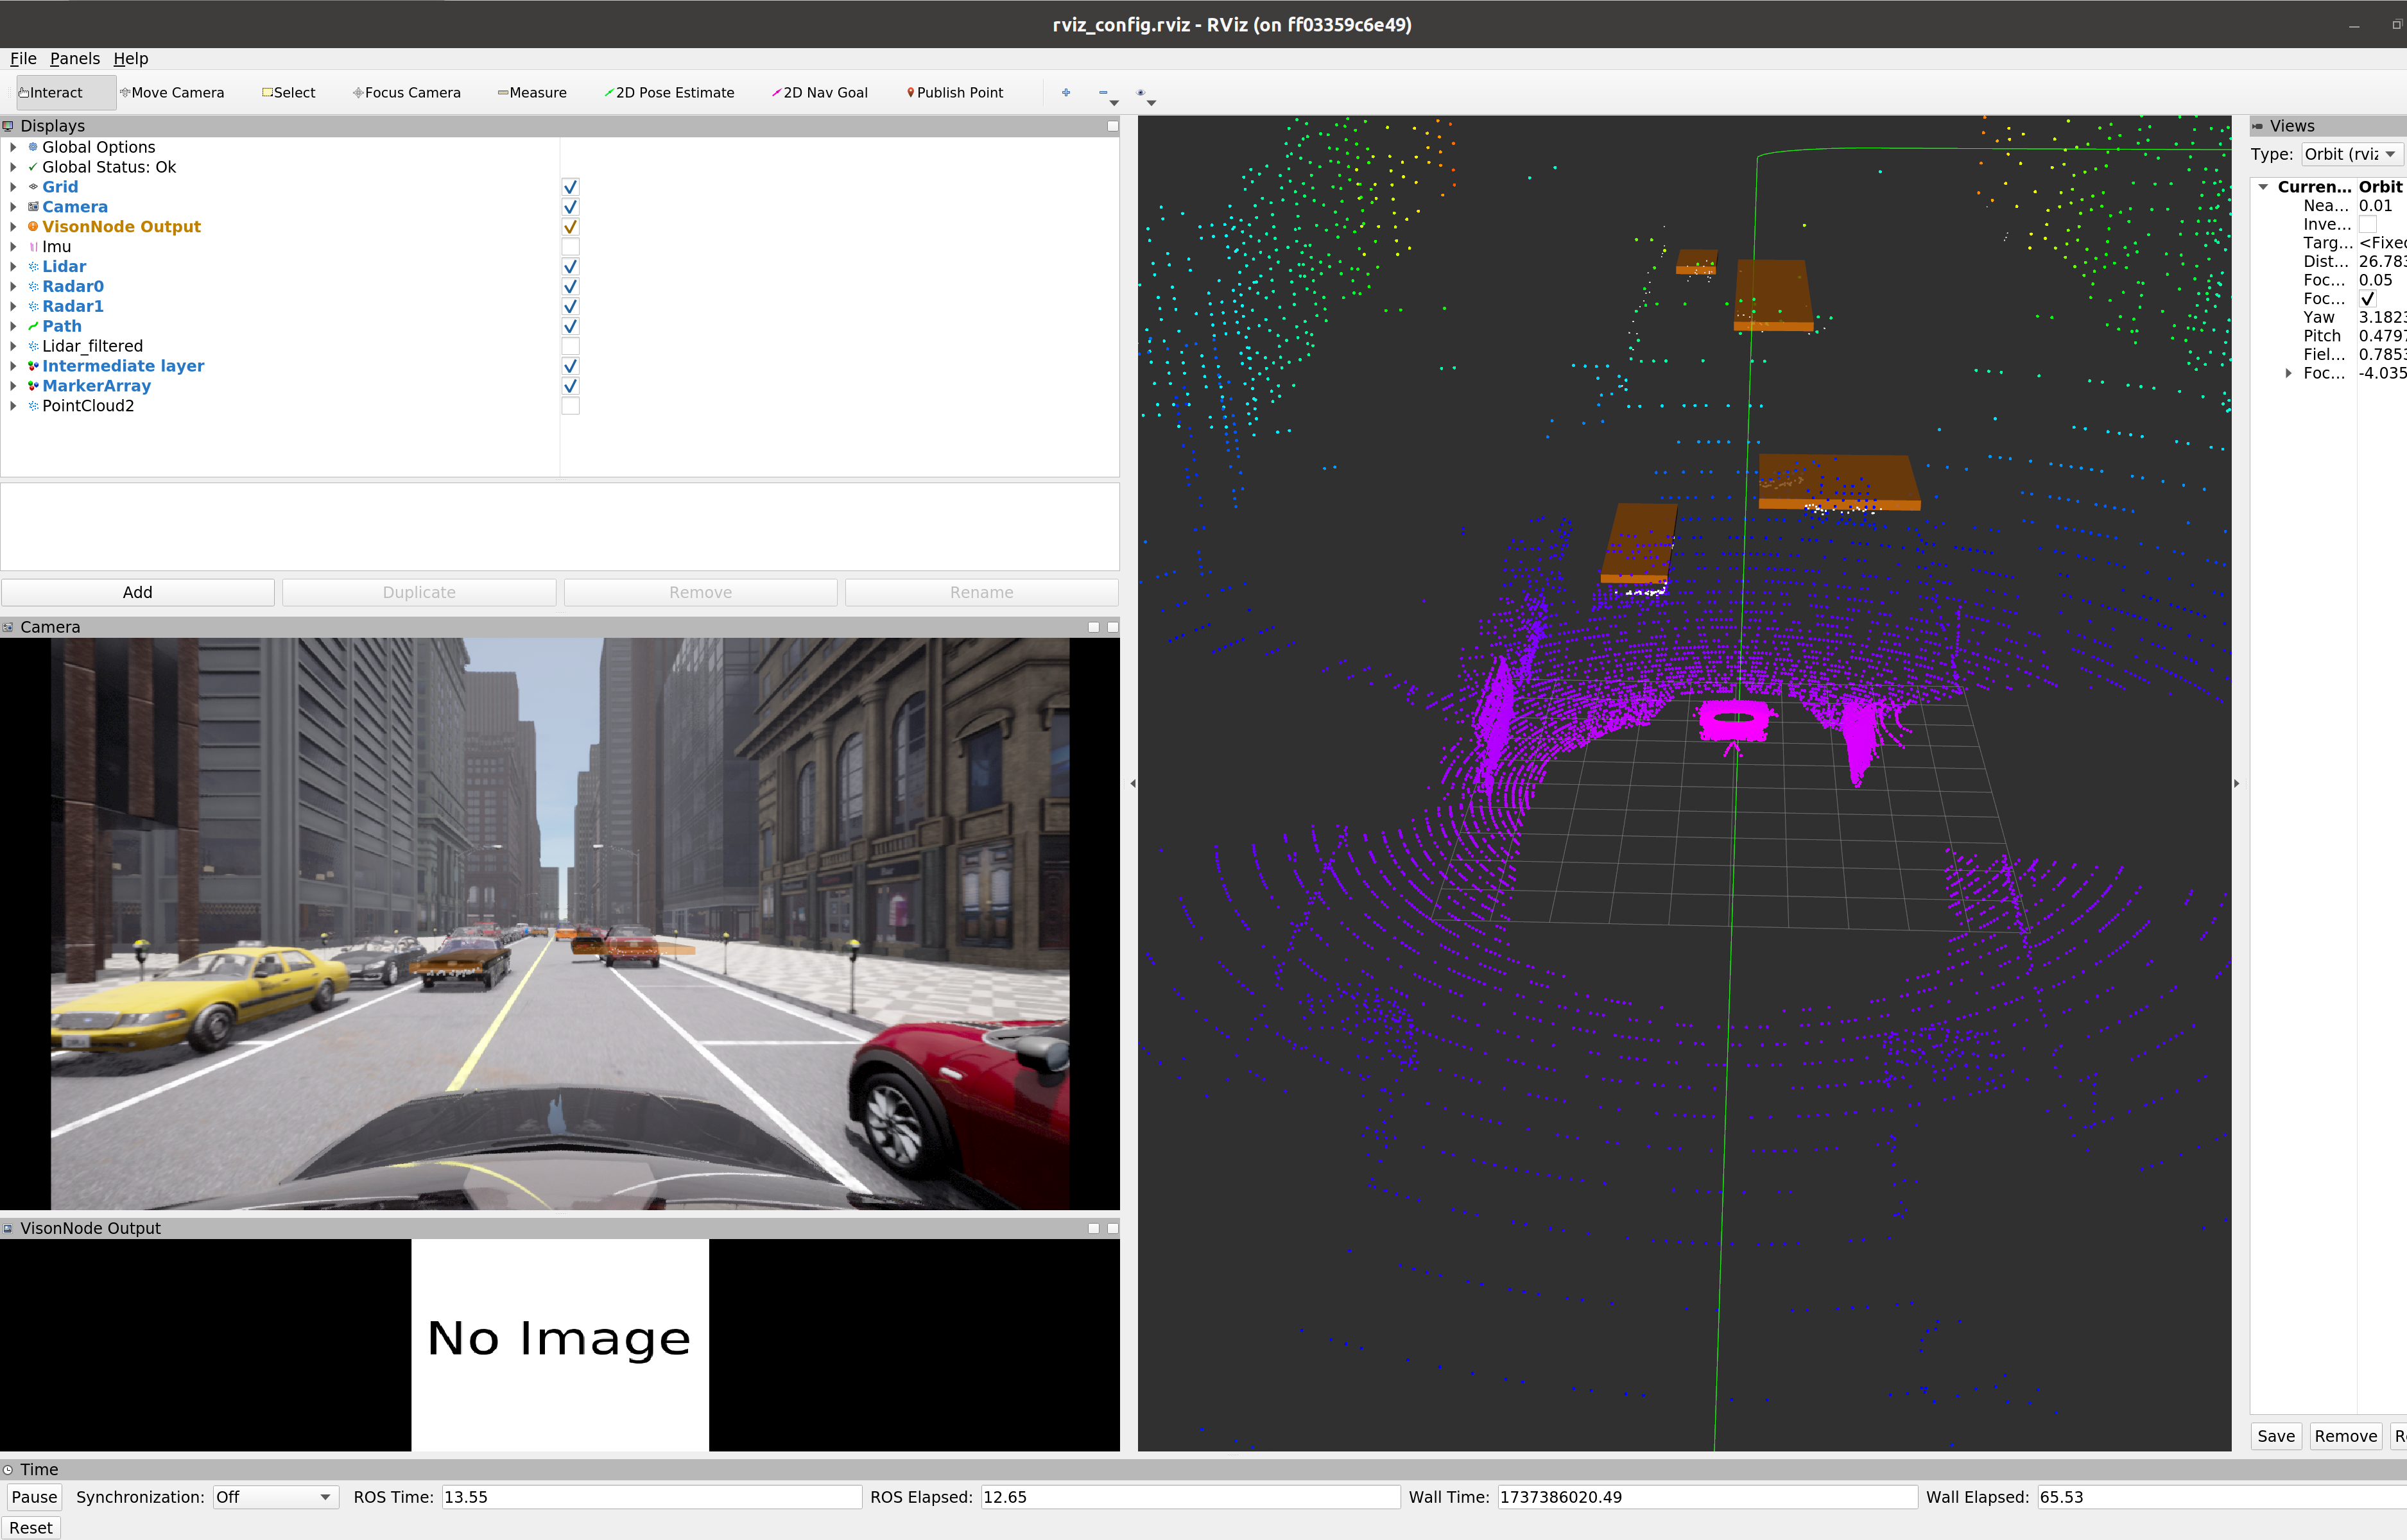 rviz_config.rviz - RViz (on ff03359c6e49)
File Panels Help
Interact Move Camera Select Focus Camera Measure 2D Pose Estimate 2D Nav Goal Publish Point
Displays
Global Options
Global Status: Ok
Grid
Camera
VisonNode Output
Imu
Lidar
Radar0
Radar1
Path
Lidar_filtered
Intermediate layer
MarkerArray
PointCloud2
Add Duplicate Remove Rename
Camera
VisonNode Output
No Image
Views
Type: Orbit (rviz
Curren... Orbit
Nea... 0.01
Inve...
Targ... <Fixed
Dist... 26.783
Foc... 0.05
Foc...
Yaw 3.1823
Pitch 0.4797
Fiel... 0.7853
Foc... -4.035
Save Remove R
Time
Pause Synchronization: Off ROS Time: 13.55 ROS Elapsed: 12.65 Wall Time: 1737386020.49 Wall Elapsed: 65.53
Reset